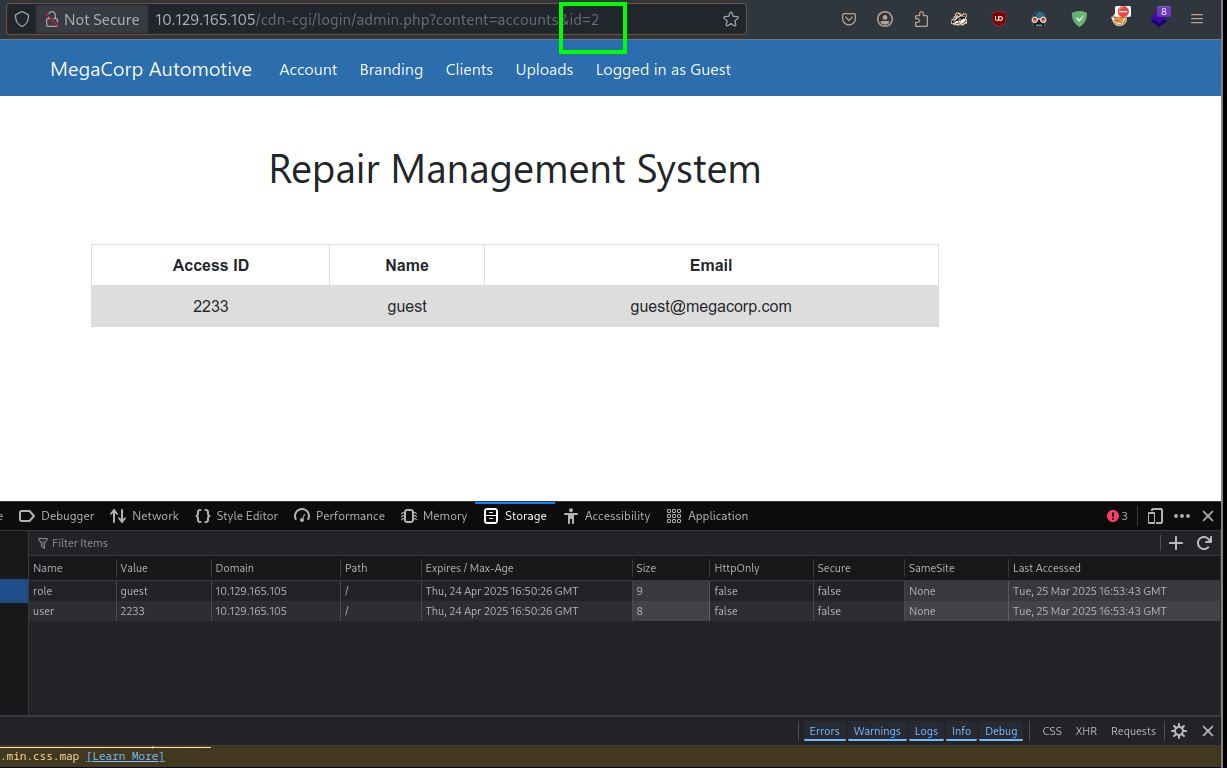 Not Secure 10.129.165.105/cdn-cgi/login/admin.php?content=accounts&id=2
8
MegaCorp Automotive Account Branding Clients Uploads Logged in as Guest
Repair Management System
Access ID Name Email
2233 guest guest@megacorp.com
Debugger Network {} Style Editor Performance Memory Storage Accessibility Application 3
Filter Items
Name Value Domain Path Expires / Max-Age Size HttpOnly Secure SameSite Last Accessed
role guest 10.129.165.105 / Thu, 24 Apr 2025 16:50:26 GMT 9 false false None Tue, 25 Mar 2025 16:53:43 GMT
user 2233 10.129.165.105 / Thu, 24 Apr 2025 16:50:26 GMT 8 false false None Tue, 25 Mar 2025 16:53:43 GMT
Errors Warnings Logs Info Debug CSS XHR Requests
.min.css.map [Learn More]